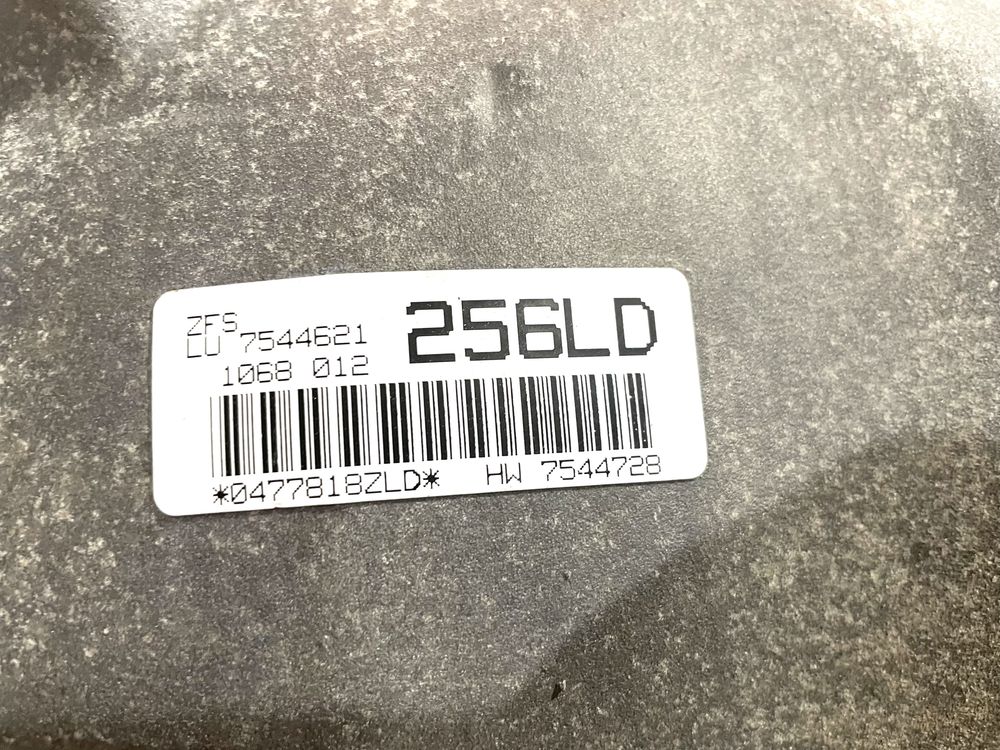 ZFS
LU 7544621
256LD
1068 012
*0477818ZLD*   HW 7544728